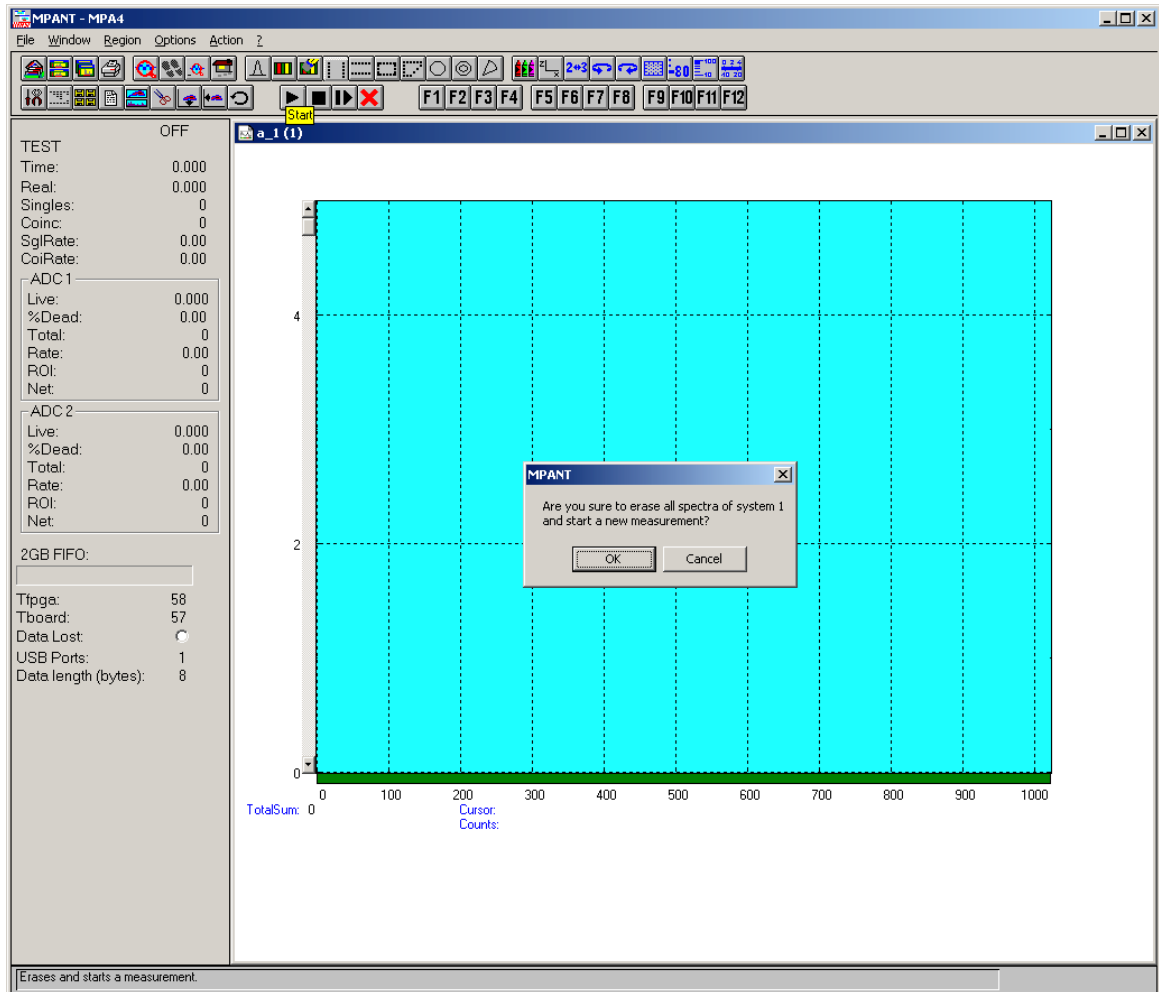 MPANT - MPA4
File Window Region Options Action ?
2↔3 -80
F1 F2 F3 F4 F5 F6 F7 F8 F9 F10 F11 F12
Start
OFF
TEST
Time: 0.000
Real: 0.000
Singles: 0
Coinc: 0
SglRate: 0.00
CoiRate: 0.00
ADC 1
Live: 0.000
%Dead: 0.00
Total: 0
Rate: 0.00
ROI: 0
Net: 0
ADC 2
Live: 0.000
%Dead: 0.00
Total: 0
Rate: 0.00
ROI: 0
Net: 0
2GB FIFO:
Tfpga: 58
Tboard: 57
Data Lost:
USB Ports: 1
Data length (bytes): 8
a_1 (1)
4
2
0
0 100 200 300 400 500 600 700 800 900 1000
TotalSum: 0 Cursor:
Counts:
MPANT
Are you sure to erase all spectra of system 1
and start a new measurement?
OK Cancel
Erases and starts a measurement.